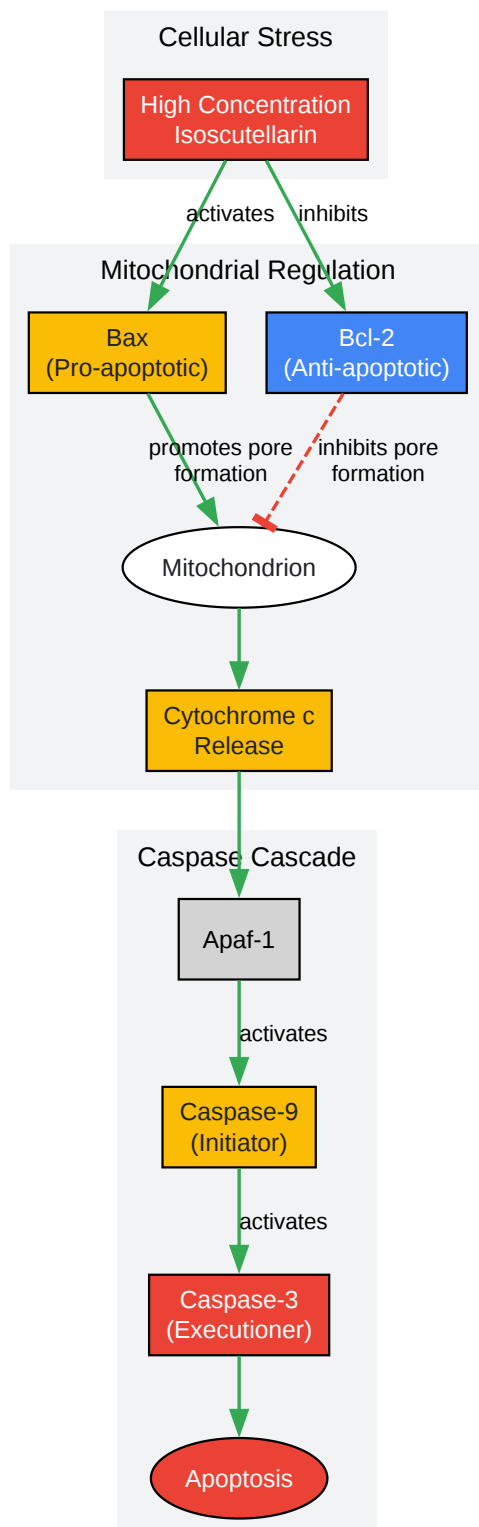 Cellular Stress
High Concentration
Isoscutellarin
activates
inhibits
Mitochondrial Regulation
Bax
(Pro-apoptotic)
Bcl-2
(Anti-apoptotic)
promotes pore
formation
inhibits pore
formation
Mitochondrion
Cytochrome c
Release
Caspase Cascade
Apaf-1
activates
Caspase-9
(Initiator)
activates
Caspase-3
(Executioner)
Apoptosis